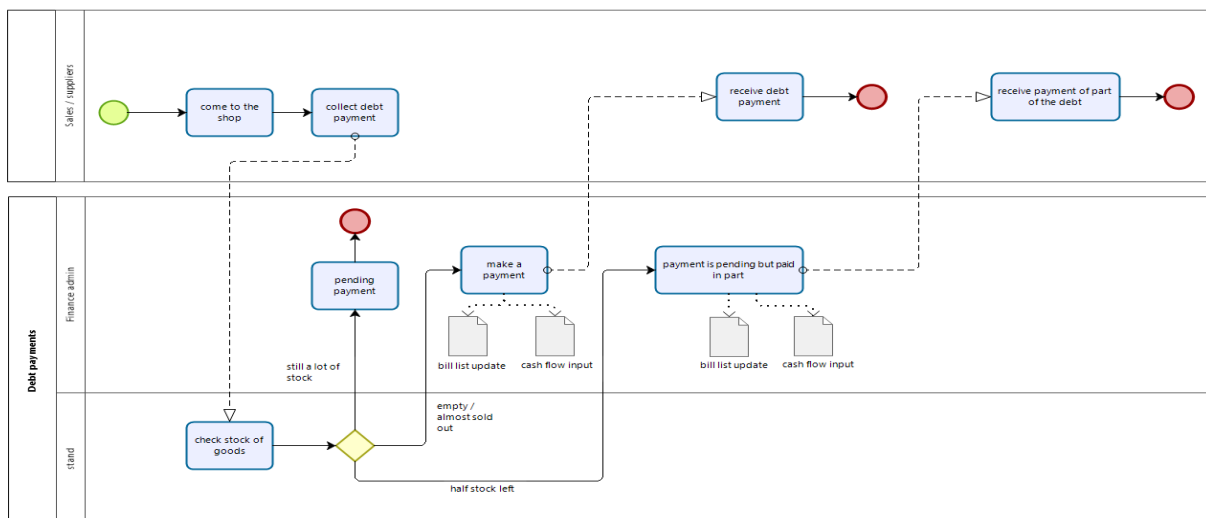 Sales / suppliers
come to the
shop
collect debt
payment
receive debt
payment
receive payment of part
of the debt
Debt payments
Finance admin
pending
payment
make a
payment
payment is pending but paid
in part
bill list update
cash flow input
bill list update
cash flow input
still a lot of
stock
empty /
almost sold
out
stand
check stock of
goods
half stock left